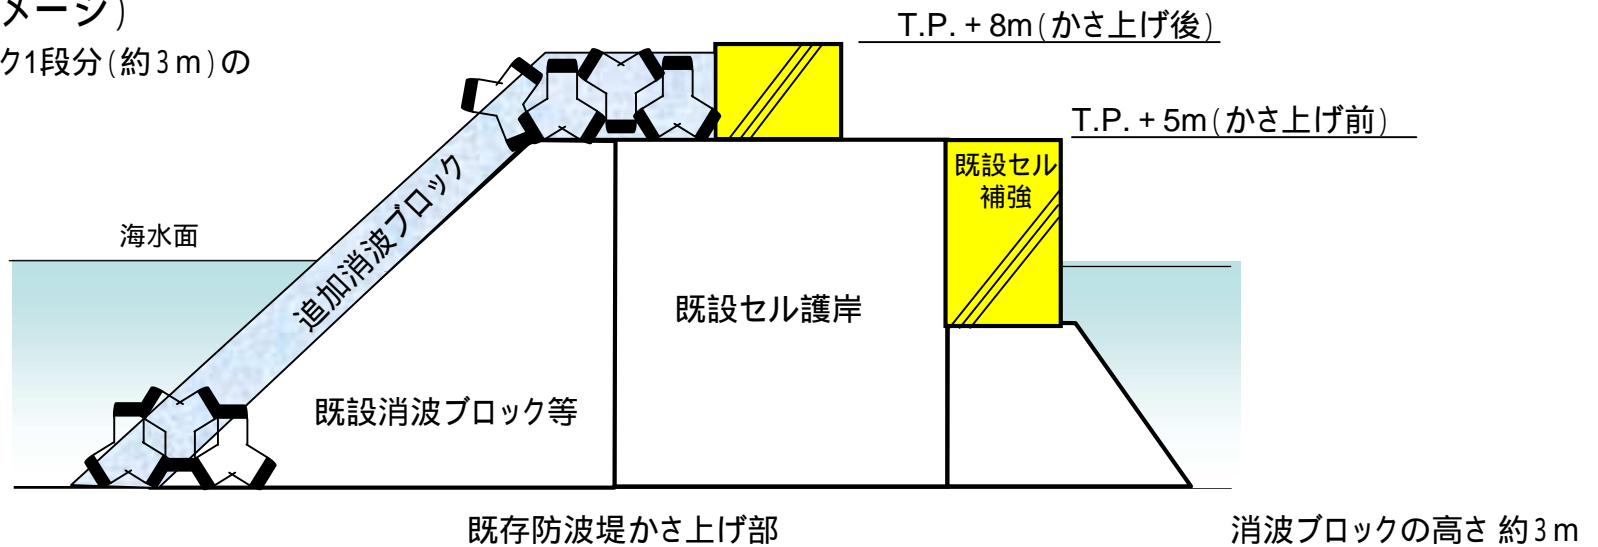 メージ)
ク1段分(約3m)の
T.P.+8m(かさ上げ後)
T.P.+5m(かさ上げ前)
既設セル
補強
海水面
追加消波ブロック
既設セル護岸
既設消波ブロック等
既存防波堤かさ上げ部
消波ブロックの高さ 約3m